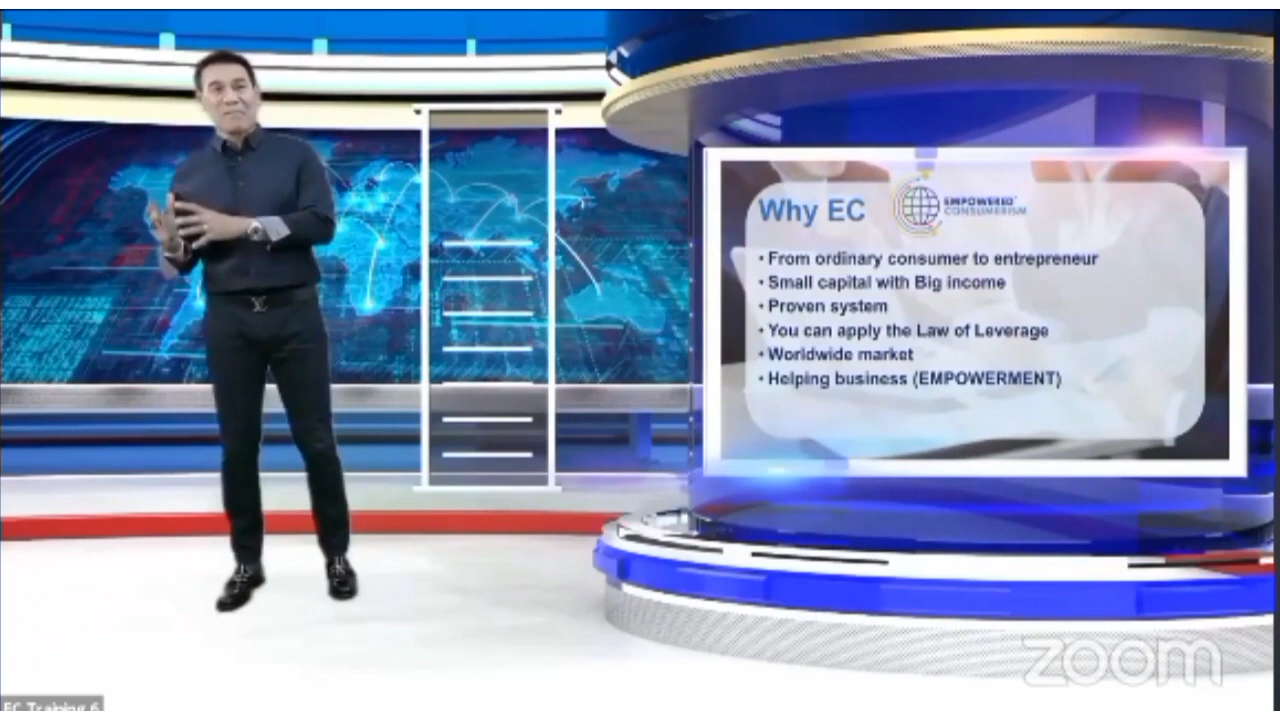 Why EC
EMPOWERED
CONSUMERISM
• From ordinary consumer to entrepreneur
• Small capital with Big income
• Proven system
• You can apply the Law of Leverage
• Worldwide market
• Helping business (EMPOWERMENT)
zoom
EC Training 6